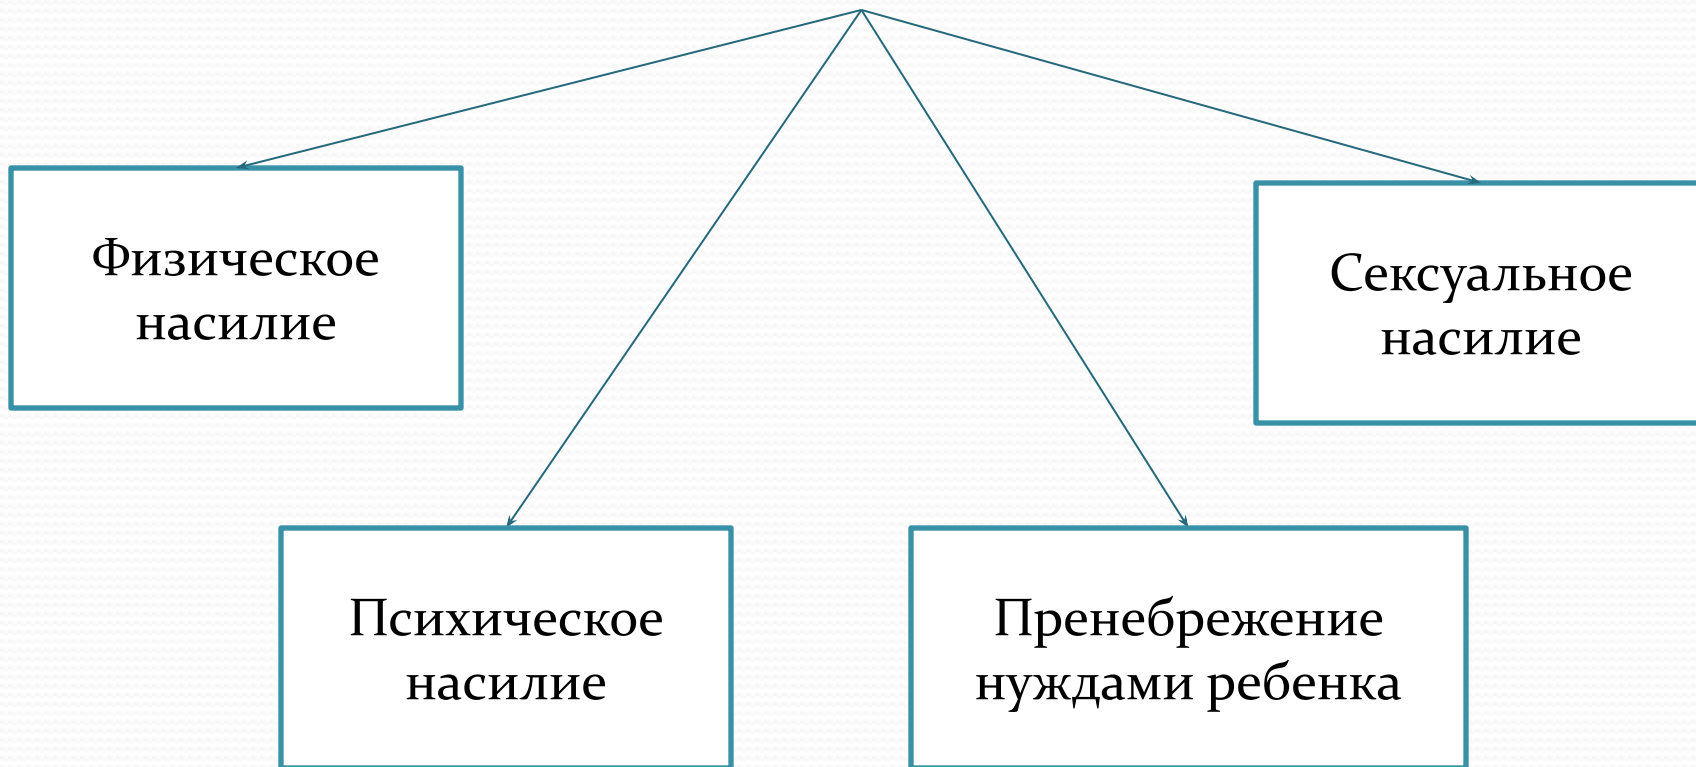 Физическое
насилие
Сексуальное
насилие
Психическое
насилие
Пренебрежение
нуждами ребенка